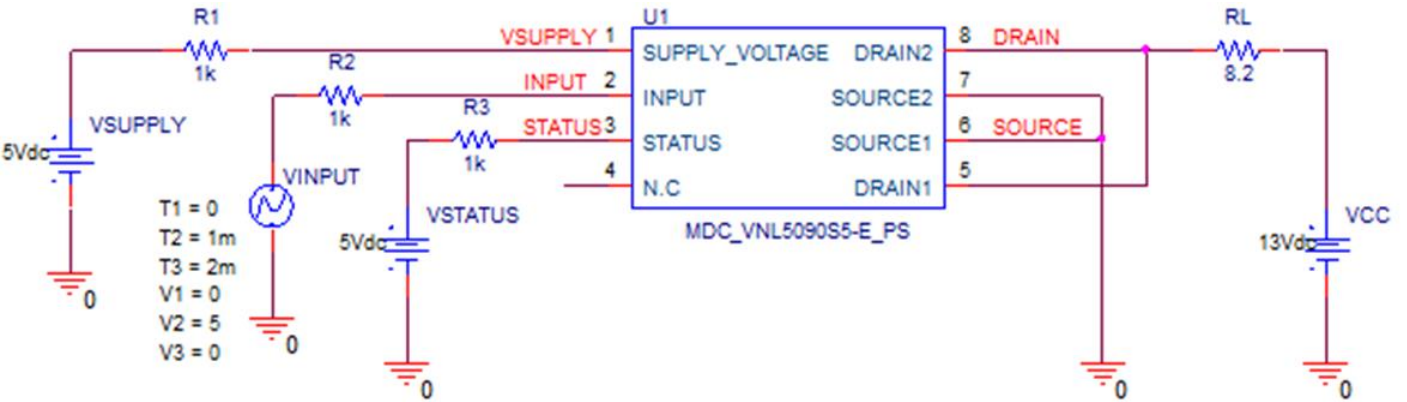 R1
1k
VSUPPLY 1
R2
1k
INPUT 2
R3
1k
STATUS 3
4
VSUPPLY
5Vdc
VINPUT
T1 = 0
T2 = 1m
T3 = 2m
V1 = 0
V2 = 5
V3 = 0
VSTATUS
5Vdc
U1
SUPPLY_VOLTAGE DRAIN2
INPUT SOURCE2
STATUS SOURCE1
N.C DRAIN1
MDC_VNL5090S5-E_PS
8 DRAIN
7
6 SOURCE
5
RL
8.2
VCC
13Vdc
0
0
0
0
0